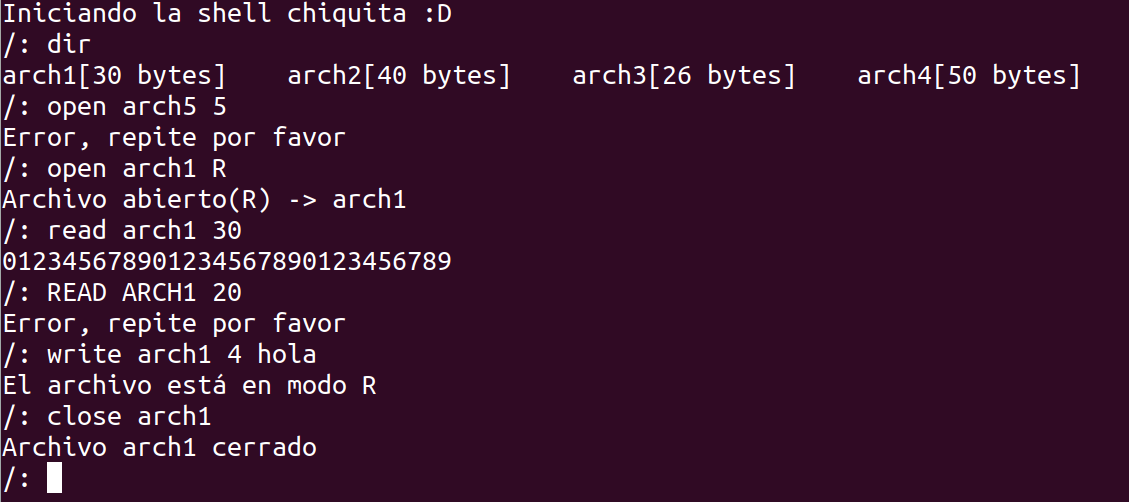 Iniciando la shell chiquita :D
/: dir
arch1[30 bytes]    arch2[40 bytes]    arch3[26 bytes]    arch4[50 bytes]
/: open arch5 5
Error, repite por favor
/: open arch1 R
Archivo abierto(R) -> arch1
/: read arch1 30
012345678901234567890123456789
/: READ ARCH1 20
Error, repite por favor
/: write arch1 4 hola
El archivo está en modo R
/: close arch1
Archivo arch1 cerrado
/: